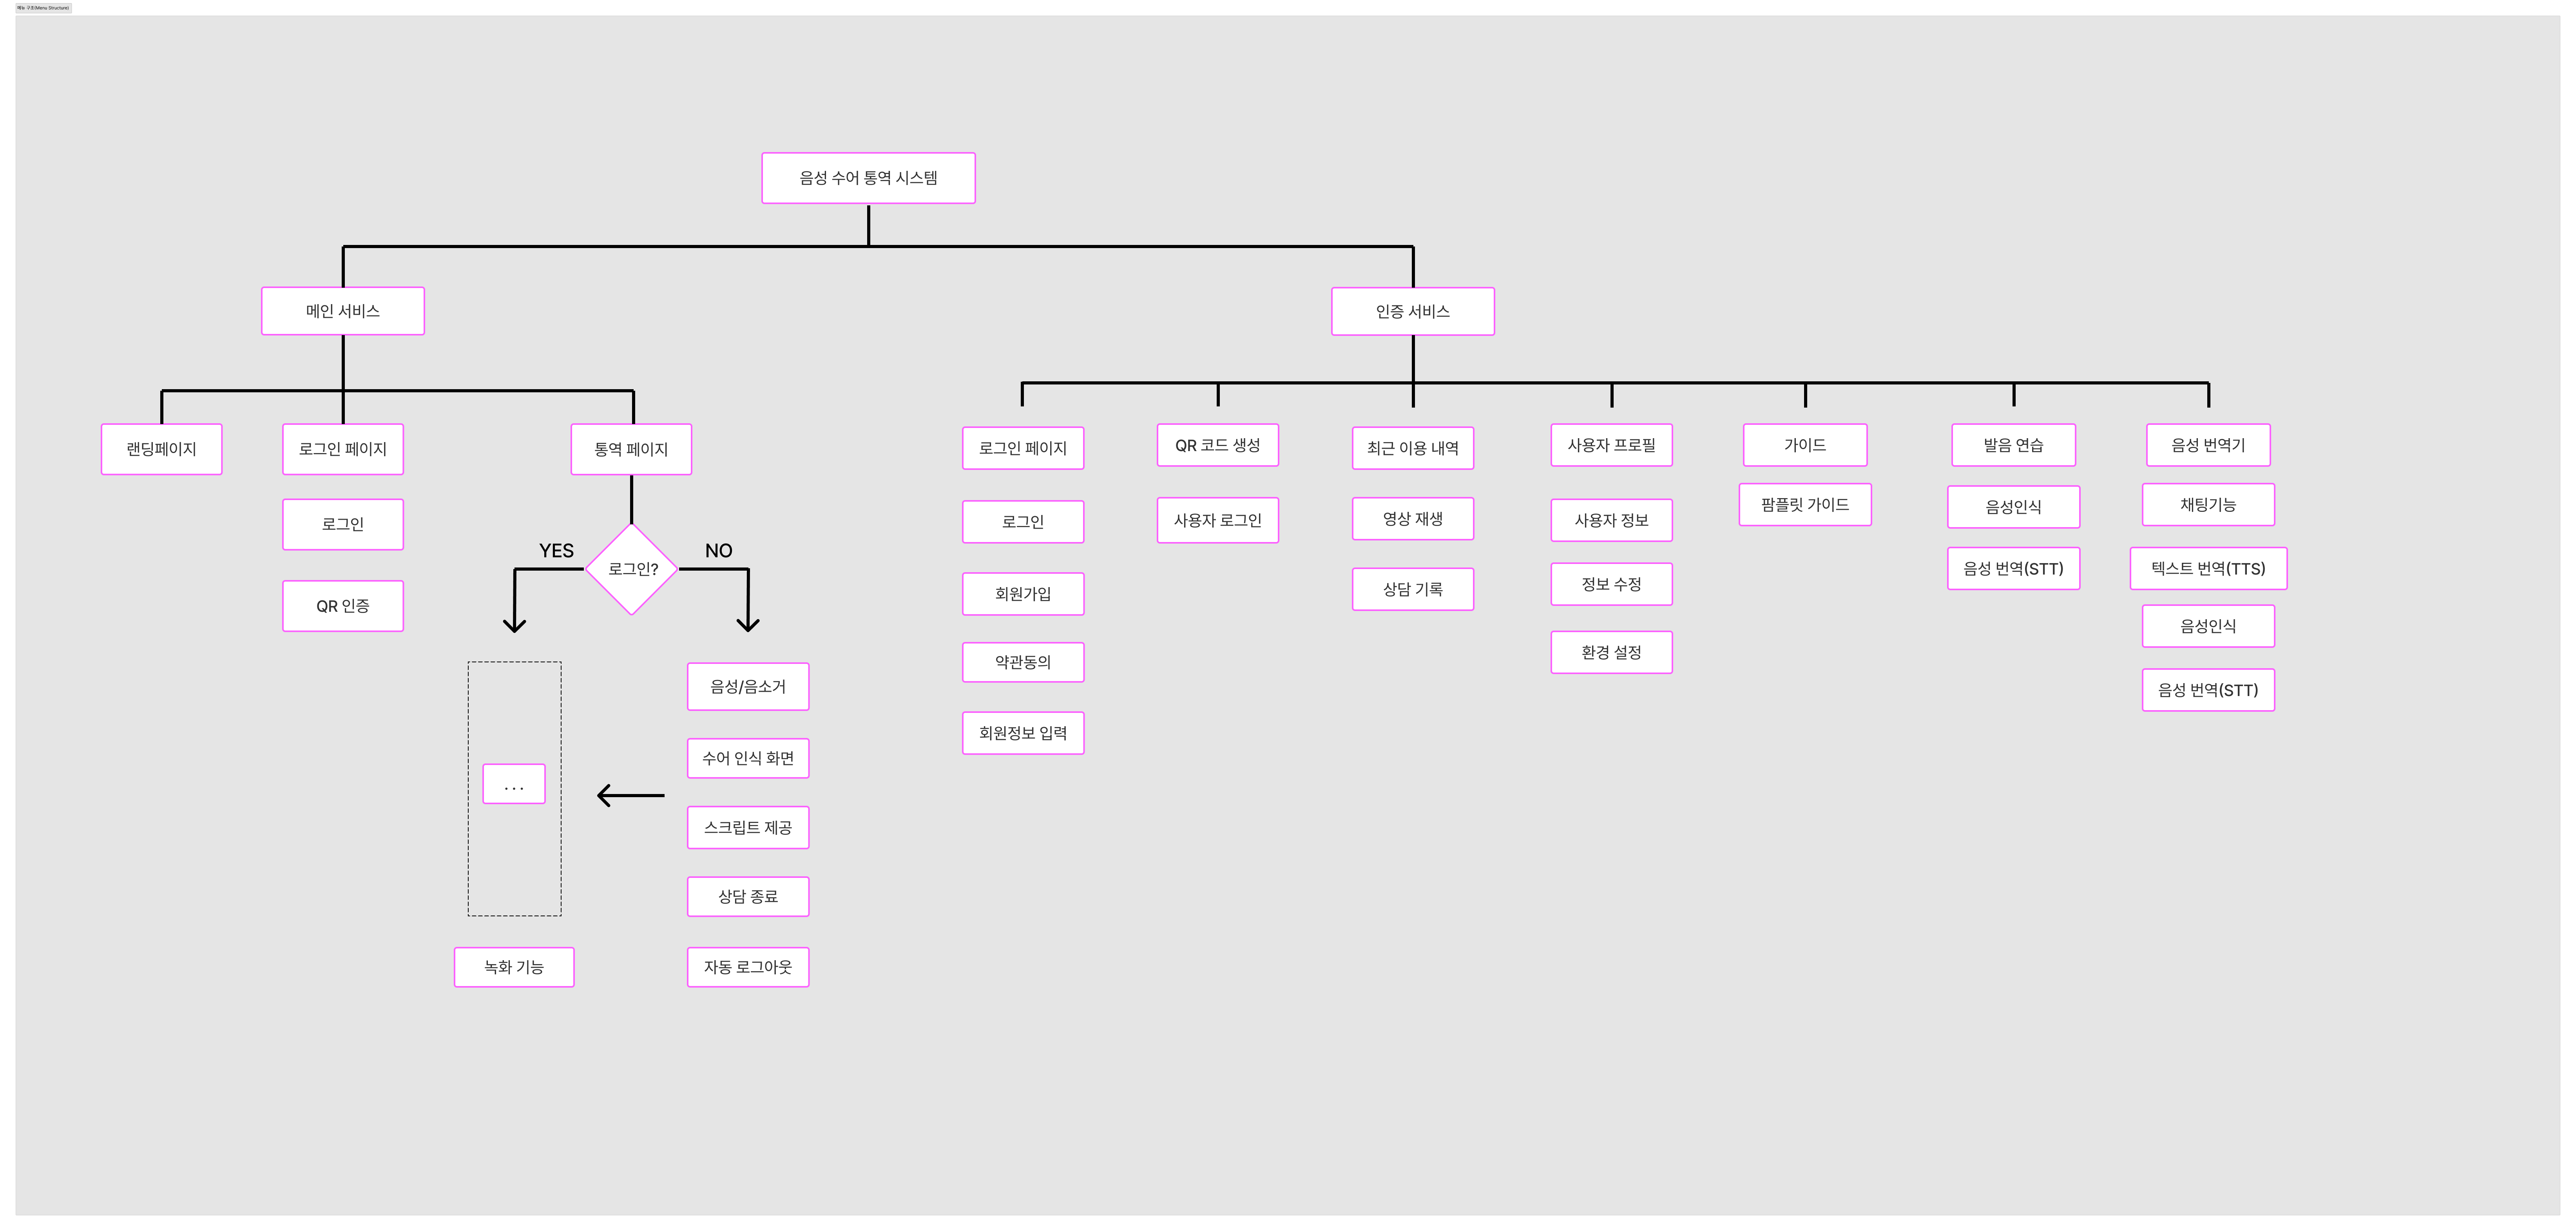 메뉴 구조(Menu Structure)
음성 수어 통역 시스템
메인 서비스
인증 서비스
랜딩페이지
로그인 페이지
로그인
QR 인증
통역 페이지
로그인?
YES
NO
. . .
녹화 기능
음성/음소거
수어 인식 화면
스크립트 제공
상담 종료
자동 로그아웃
로그인 페이지
로그인
회원가입
약관동의
회원정보 입력
QR 코드 생성
사용자 로그인
최근 이용 내역
영상 재생
상담 기록
사용자 프로필
사용자 정보
정보 수정
환경 설정
가이드
팜플릿 가이드
발음 연습
음성인식
음성 번역(STT)
음성 번역기
채팅기능
텍스트 번역(TTS)
음성인식
음성 번역(STT)